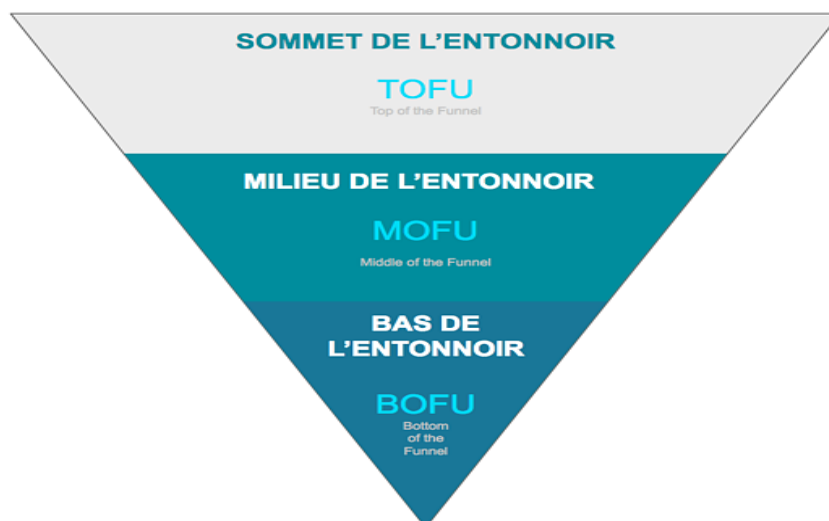 SOMMET DE L’ENTONNOIR
TOFU
Top of the Funnel
MILIEU DE L’ENTONNOIR
MOFU
Middle of the Funnel
BAS DE
L’ENTONNOIR
BOFU
Bottom
of the
Funnel